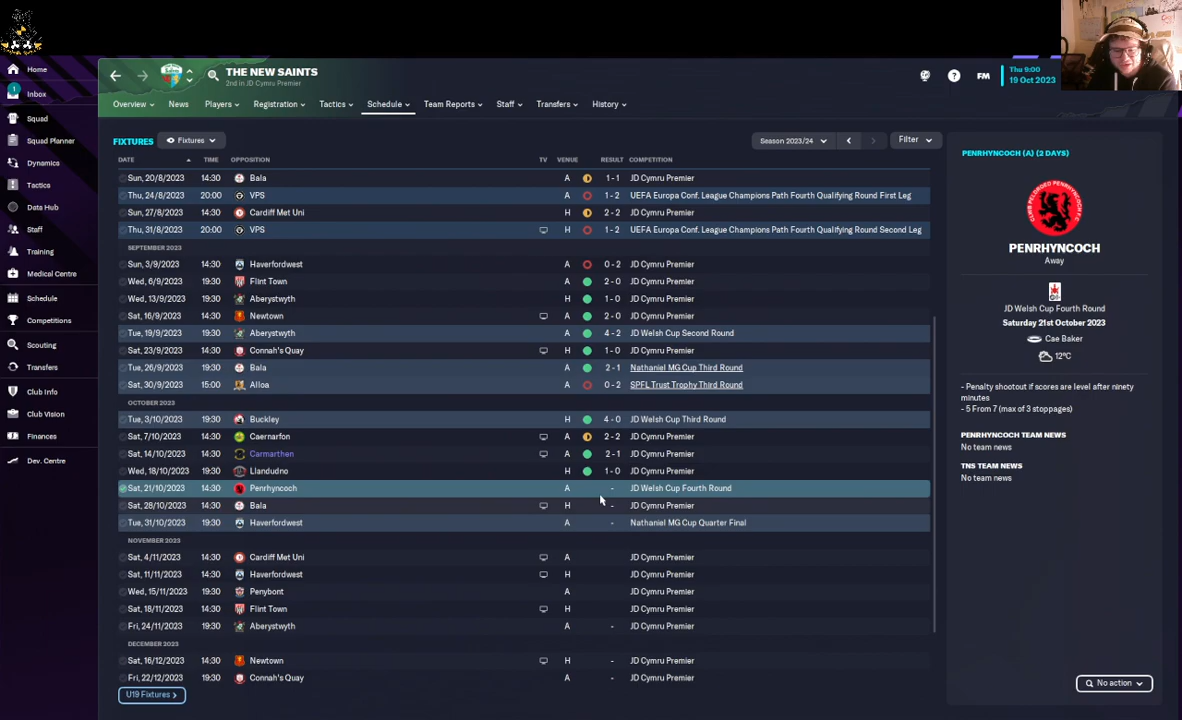 Home
Inbox
1
Squad
Squad Planner
Dynamics
Tactics
Data Hub
Staff
Training
Medical Centre
Schedule
Competitions
Scouting
Transfers
Club Info
Club Vision
Finances
Dev. Centre
THE NEW SAINTS
2nd in JD Cymru Premier
FM
Thu 9:00
19 Oct 2023
Overview News Players Registration Tactics Schedule Team Reports Staff Transfers History
FIXTURES Fixtures Season 2023/24 Filter
DATE TIME OPPOSITION TV VENUE RESULT COMPETITION
Sun, 20/8/2023 14:30 Bala A 1 - 1 JD Cymru Premier
Thu, 24/8/2023 20:00 VPS A 1 - 2 UEFA Europa Conf. League Champions Path Fourth Qualifying Round First Leg
Sun, 27/8/2023 14:30 Cardiff Met Uni H 2 - 2 JD Cymru Premier
Thu, 31/8/2023 20:00 VPS H 1 - 2 UEFA Europa Conf. League Champions Path Fourth Qualifying Round Second Leg
SEPTEMBER 2023
Sun, 3/9/2023 14:30 Haverfordwest A 0 - 2 JD Cymru Premier
Wed, 6/9/2023 19:30 Flint Town A 2 - 0 JD Cymru Premier
Wed, 13/9/2023 19:30 Aberystwyth H 1 - 0 JD Cymru Premier
Sat, 16/9/2023 14:30 Newtown A 2 - 0 JD Cymru Premier
Tue, 19/9/2023 19:30 Aberystwyth A 4 - 2 JD Welsh Cup Second Round
Sat, 23/9/2023 14:30 Connah's Quay H 1 - 0 JD Cymru Premier
Tue, 26/9/2023 19:30 Bala A 2 - 1 Nathaniel MG Cup Third Round
Sat, 30/9/2023 15:00 Alloa A 0 - 2 SPFL Trust Trophy Third Round
OCTOBER 2023
Tue, 3/10/2023 19:30 Buckley H 4 - 0 JD Welsh Cup Third Round
Sat, 7/10/2023 14:30 Caernarfon A 2 - 2 JD Cymru Premier
Sat, 14/10/2023 14:30 Carmarthen A 2 - 1 JD Cymru Premier
Wed, 18/10/2023 19:30 Llandudno H 1 - 0 JD Cymru Premier
Sat, 21/10/2023 14:30 Penrhyncoch A - JD Welsh Cup Fourth Round
Sat, 28/10/2023 14:30 Bala H - JD Cymru Premier
Tue, 31/10/2023 19:30 Haverfordwest A - Nathaniel MG Cup Quarter Final
NOVEMBER 2023
Sat, 4/11/2023 14:30 Cardiff Met Uni A JD Cymru Premier
Sat, 11/11/2023 14:30 Haverfordwest H JD Cymru Premier
Wed, 15/11/2023 19:30 Penybont A JD Cymru Premier
Sat, 18/11/2023 14:30 Flint Town H - JD Cymru Premier
Fri, 24/11/2023 19:30 Aberystwyth A - JD Cymru Premier
DECEMBER 2023
Sat, 16/12/2023 14:30 Newtown H - JD Cymru Premier
Fri, 22/12/2023 19:30 Connah's Quay A - JD Cymru Premier
U19 Fixtures >
PENRHYNCOCH (A) (2 DAYS)
PENRHYNCOCH
Away
JD Welsh Cup Fourth Round
Saturday 21st October 2023
Cae Baker
12°C
- Penalty shootout if scores are level after ninety
minutes
- 5 From 7 (max of 3 stoppages)
PENRHYNCOCH TEAM NEWS
No team news
TNS TEAM NEWS
No team news
No action